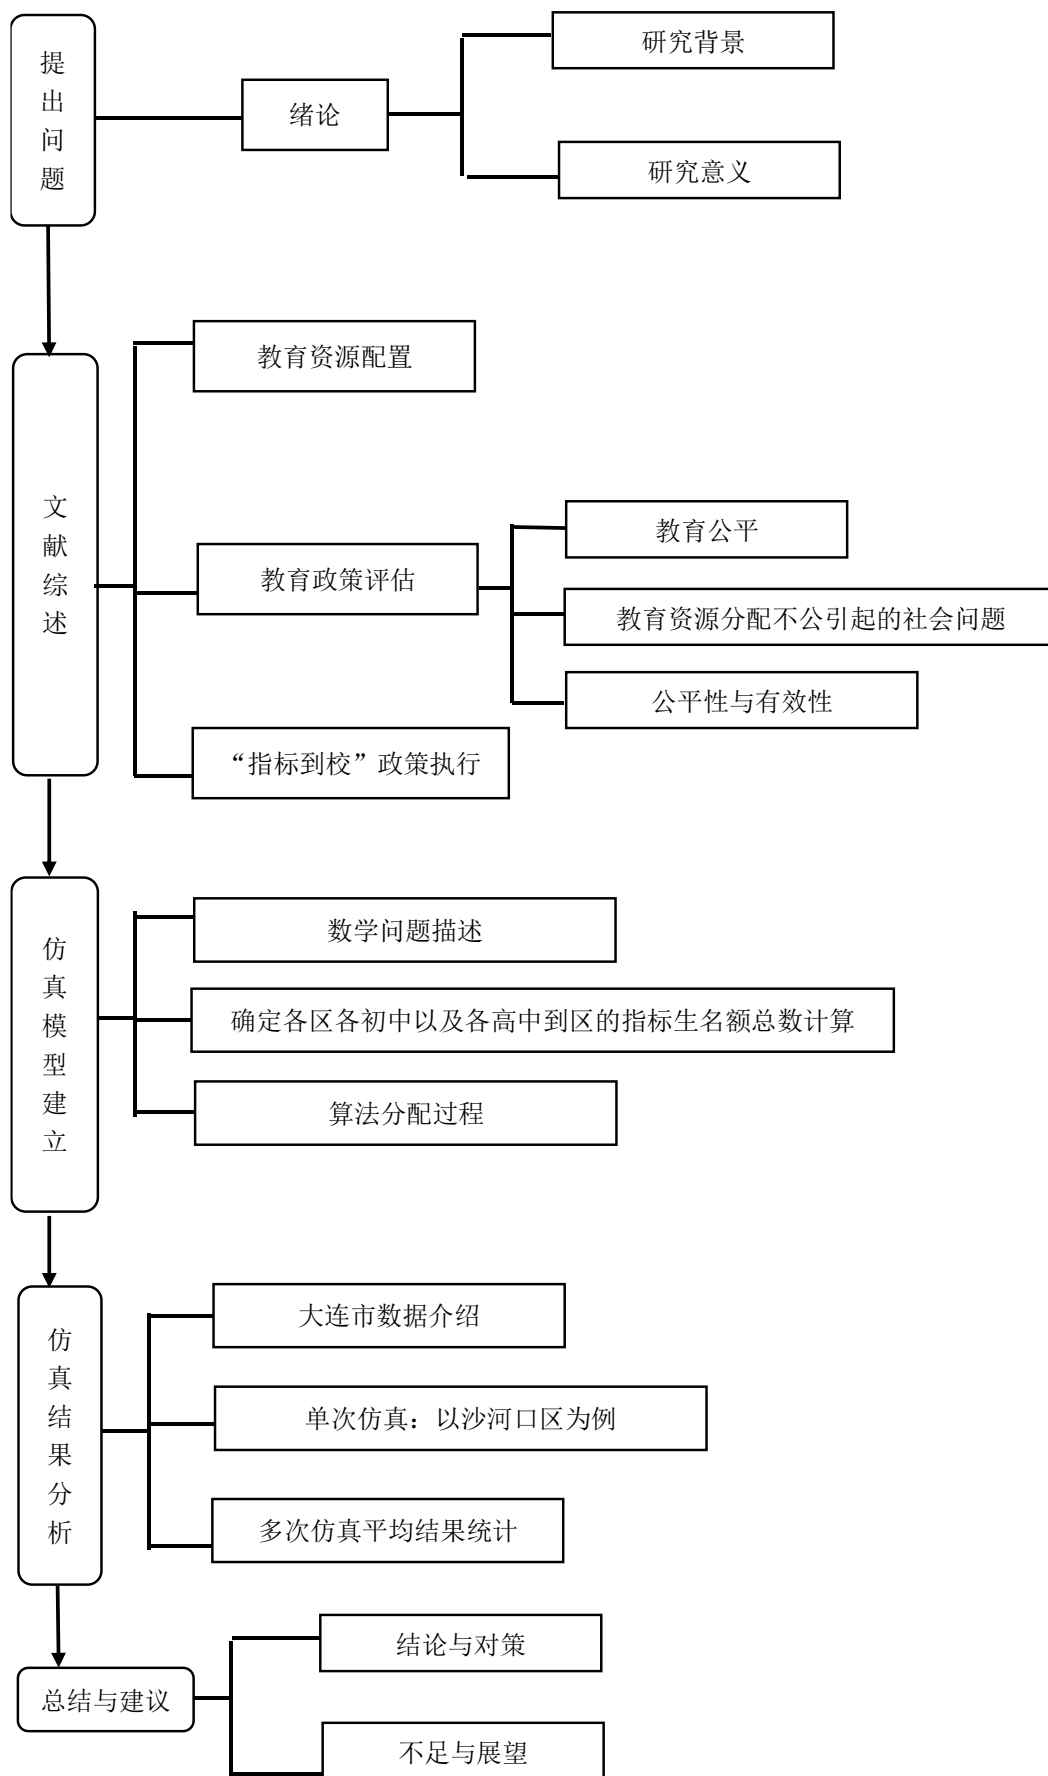 提出问题
绪论
研究背景
研究意义
文献综述
教育资源配置
教育政策评估
教育公平
教育资源分配不公引起的社会问题
公平性与有效性
“指标到校”政策执行
仿真模型建立
数学问题描述
确定各区各初中以及各高中到区的指标生名额总数计算
算法分配过程
仿真结果分析
大连市数据介绍
单次仿真：以沙河口区为例
多次仿真平均结果统计
总结与建议
结论与对策
不足与展望